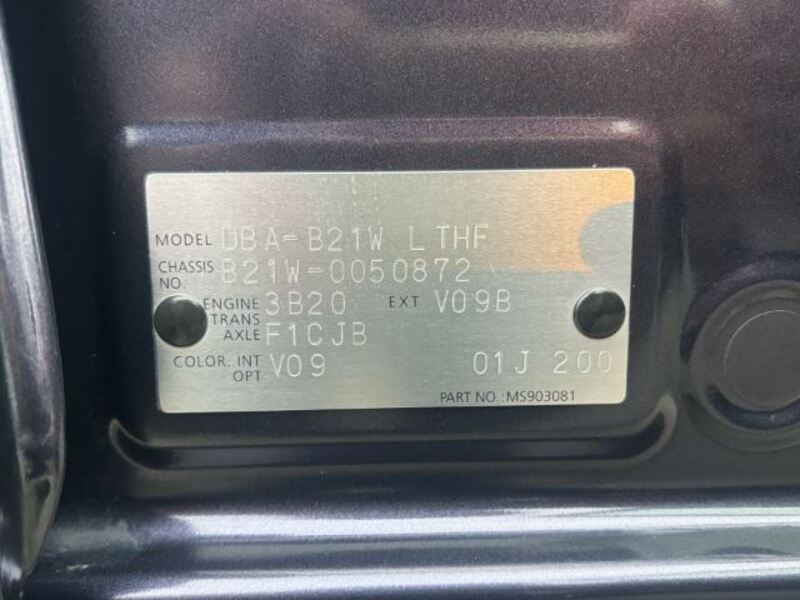 MODEL DBA-B21W LTHF
CHASSIS NO. B21W-0050872
ENGINE 3B20 EXT V09B
TRANS AXLE F1CJB
COLOR. INT V09 01J 200
OPT
PART NO.:MS903081